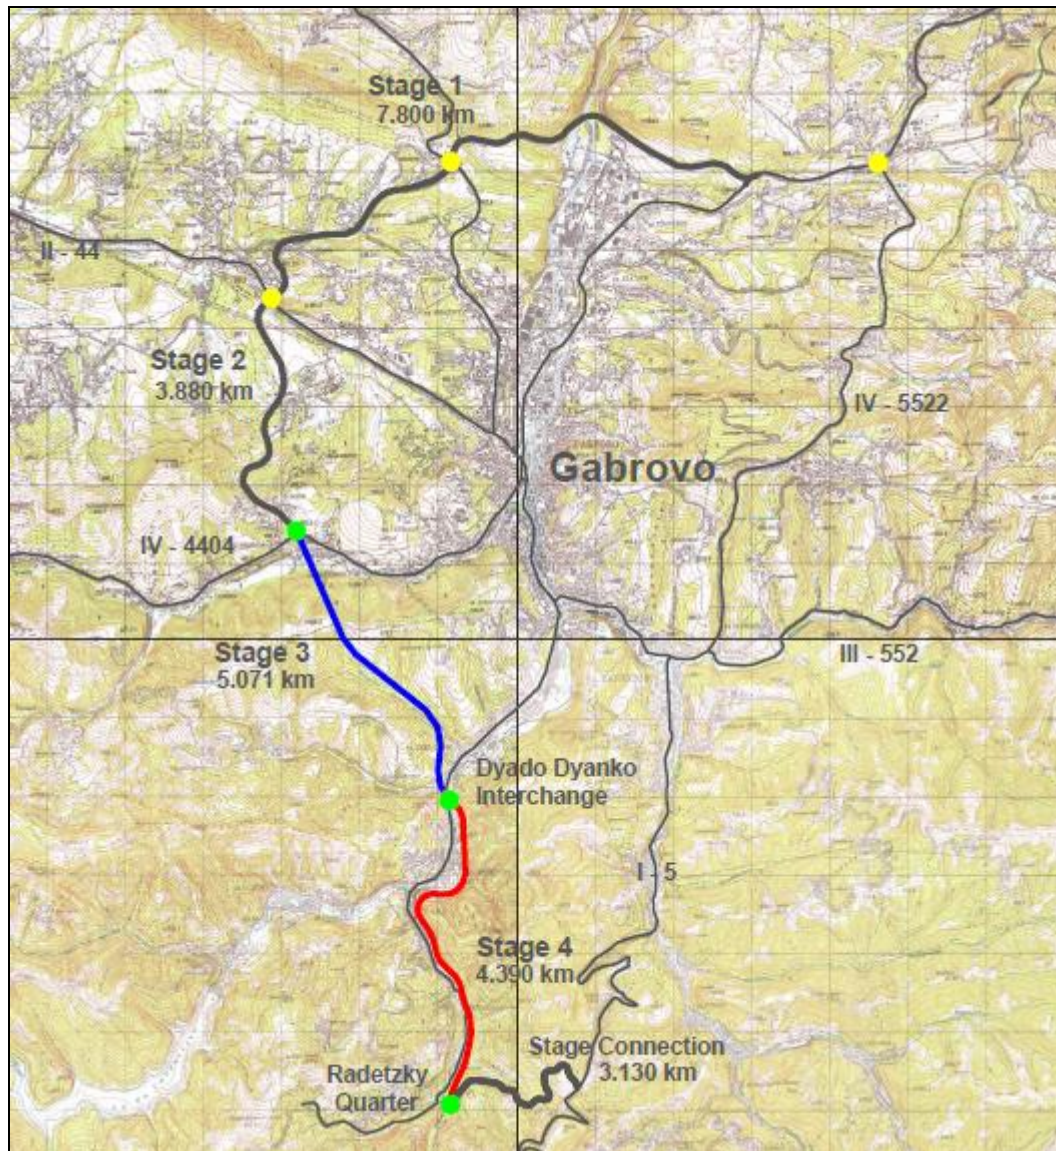 Stage 1
7.800 km
II - 44
Stage 2
3.880 km
IV - 5522
Gabrovo
IV - 4404
Stage 3
5.071 km
III - 552
Dyado Dyanko
Interchange
I - 5
Stage 4
4.390 km
Stage Connection
3.130 km
Radetzky
Quarter